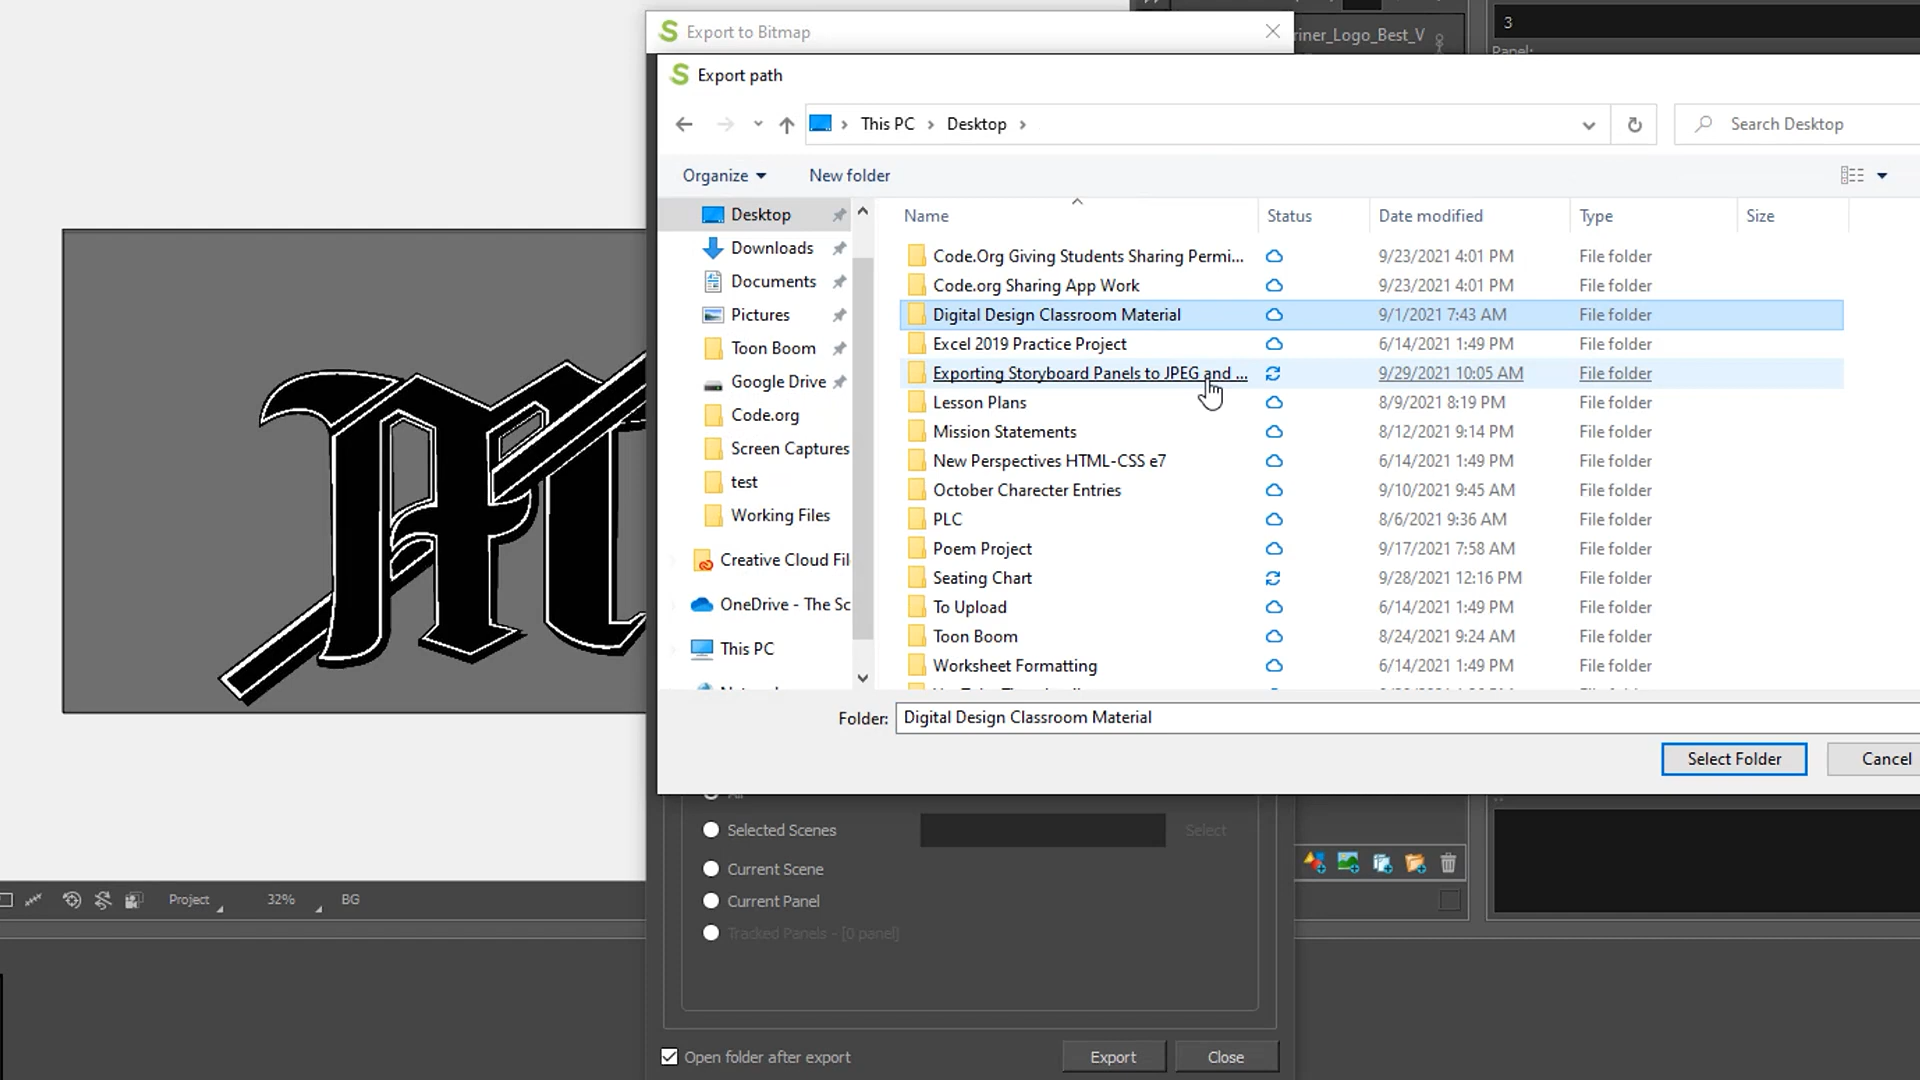 Export to Bitmap
riner_Logo_Best_V
3
Panel:
Export path
This PC
Desktop
Search Desktop
Organize
New folder
Desktop
Downloads
Documents
Pictures
Toon Boom
Google Drive
Code.org
Screen Captures
test
Working Files
Creative Cloud Fil
OneDrive - The Sc
This PC
Name Status Date modified Type Size
Code.Org Giving Students Sharing Permi... 9/23/2021 4:01 PM File folder
Code.org Sharing App Work 9/23/2021 4:01 PM File folder
Digital Design Classroom Material 9/1/2021 7:43 AM File folder
Excel 2019 Practice Project 6/14/2021 1:49 PM File folder
Exporting Storyboard Panels to JPEG and ... 9/29/2021 10:05 AM File folder
Lesson Plans 8/9/2021 8:19 PM File folder
Mission Statements 8/12/2021 9:14 PM File folder
New Perspectives HTML-CSS e7 6/14/2021 1:49 PM File folder
October Charecter Entries 9/10/2021 9:45 AM File folder
PLC 8/6/2021 9:36 AM File folder
Poem Project 9/17/2021 7:58 AM File folder
Seating Chart 9/28/2021 12:16 PM File folder
To Upload 6/14/2021 1:49 PM File folder
Toon Boom 8/24/2021 9:24 AM File folder
Worksheet Formatting 6/14/2021 1:49 PM File folder
Folder: Digital Design Classroom Material
Select Folder
Cancel
All
Selected Scenes
Select
Current Scene
Current Panel
Tracked Panels - [0 panel]
Open folder after export
Export
Close
Project
32%
BG